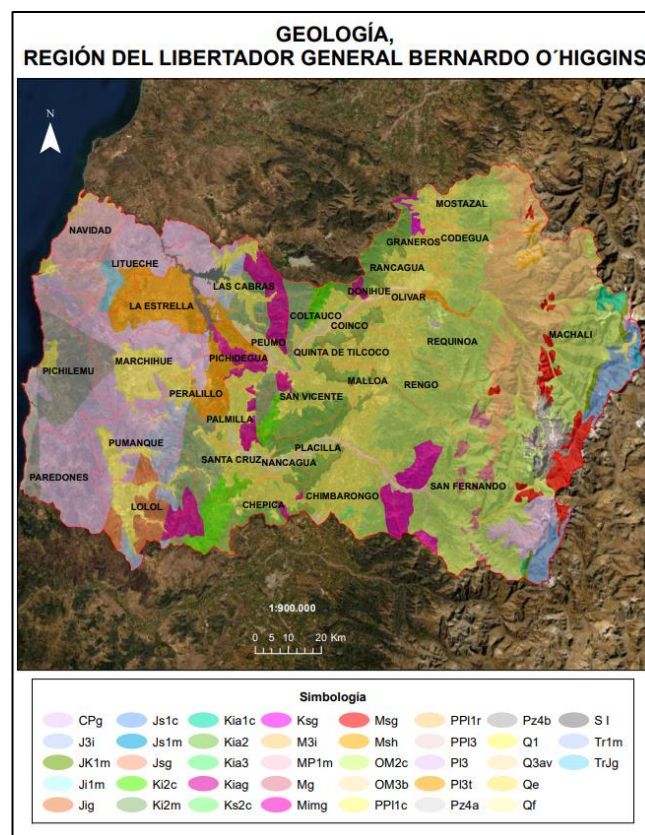 GEOLOGÍA,
REGIÓN DEL LIBERTADOR GENERAL BERNARDO O´HIGGINS
N
MOSTAZAL
NAVIDAD
GRANEROS
CODEGUA
LITUECHE
RANCAGUA
LAS CABRAS
DONIHUE
OLIVAR
LA ESTRELLA
COLTAUCO
COINCO
MACHALI
PEUMO
REQUINOA
QUINTA DE TILCOCO
MARCHIHUE
PICHIDEGUA
PICHILEMU
MALLOA
RENGO
PERALILLO
SAN VICENTE
PALMILLA
PUMANQUE
PLACILLA
SANTA CRUZ
NANCAGUA
PAREDONES
SAN FERNANDO
CHIMBARONGO
LOLOL
CHEPICA
1:900.000
0 5 10 20 Km
Simbología
CPg Js1c Kia1c Ksg Msg PPl1r Pz4b S I
J3i Js1m Kia2 M3i Msh PPl3 Q1 Tr1m
JK1m Jsg Kia3 MP1m OM2c Pl3 Q3av TrJg
Ji1m Ki2c Kiag Mg OM3b Pl3t Qe
Jig Ki2m Ks2c Mimg PPl1c Pz4a Qf